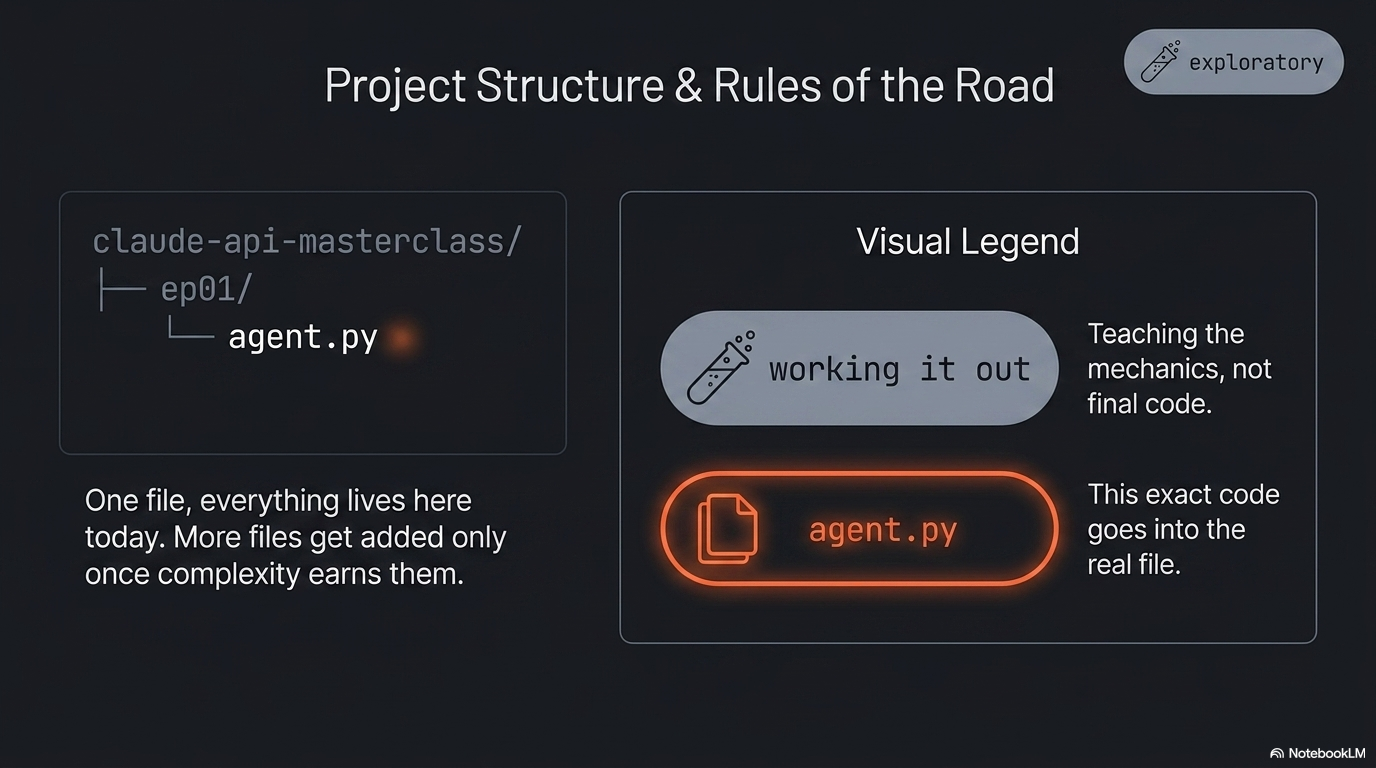 exploratory
Project Structure & Rules of the Road
claude-api-masterclass/
├── ep01/
└── agent.py
One file, everything lives here
today. More files get added only
once complexity earns them.
Visual Legend
working it out
Teaching the
mechanics, not
final code.
agent.py
This exact code
goes into the
real file.
NotebookLM